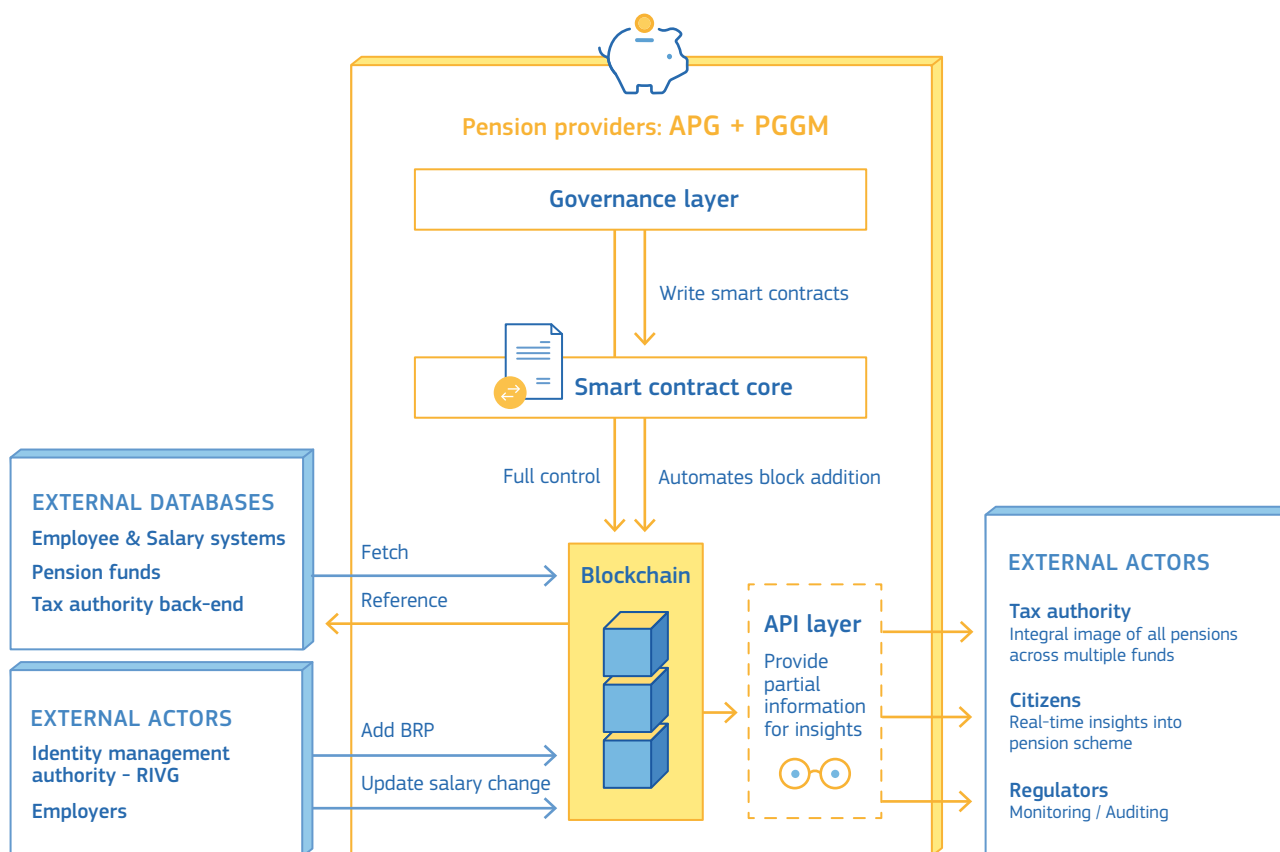 Pension providers: APG + PGGM
Governance layer
Write smart contracts
Smart contract core
Full control
Automates block addition
EXTERNAL DATABASES
Employee & Salary systems
Pension funds
Tax authority back-end
Fetch
Reference
Blockchain
API layer
Provide
partial
information
for insights
EXTERNAL ACTORS
Identity management
authority - RIVG
Employers
Add BRP
Update salary change
EXTERNAL ACTORS
Tax authority
Integral image of all pensions
across multiple funds
Citizens
Real-time insights into
pension scheme
Regulators
Monitoring / Auditing